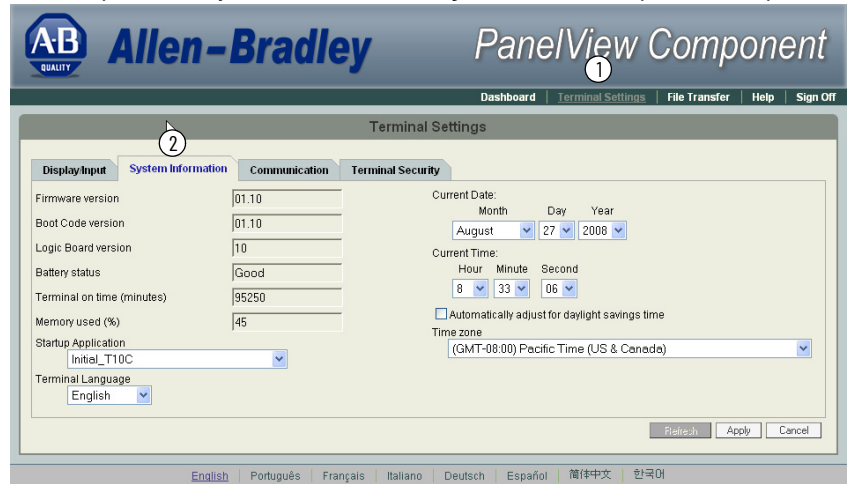 A·B QUALITY Allen-Bradley PanelView Component
1
Dashboard | Terminal Settings | File Transfer | Help | Sign Off
Terminal Settings
2
Display/Input System Information Communication Terminal Security
Firmware version 01.10
Boot Code version 01.10
Logic Board version 10
Battery status Good
Terminal on time (minutes) 95250
Memory used (%) 45
Startup Application
Initial_T10C
Terminal Language
English
Current Date:
Month Day Year
August 27 2008
Current Time:
Hour Minute Second
8 33 06
Automatically adjust for daylight savings time
Time zone
(GMT-08:00) Pacific Time (US & Canada)
Refresh Apply Cancel
English | Português | Français | Italiano | Deutsch | Español | 简体中文 | 한국어